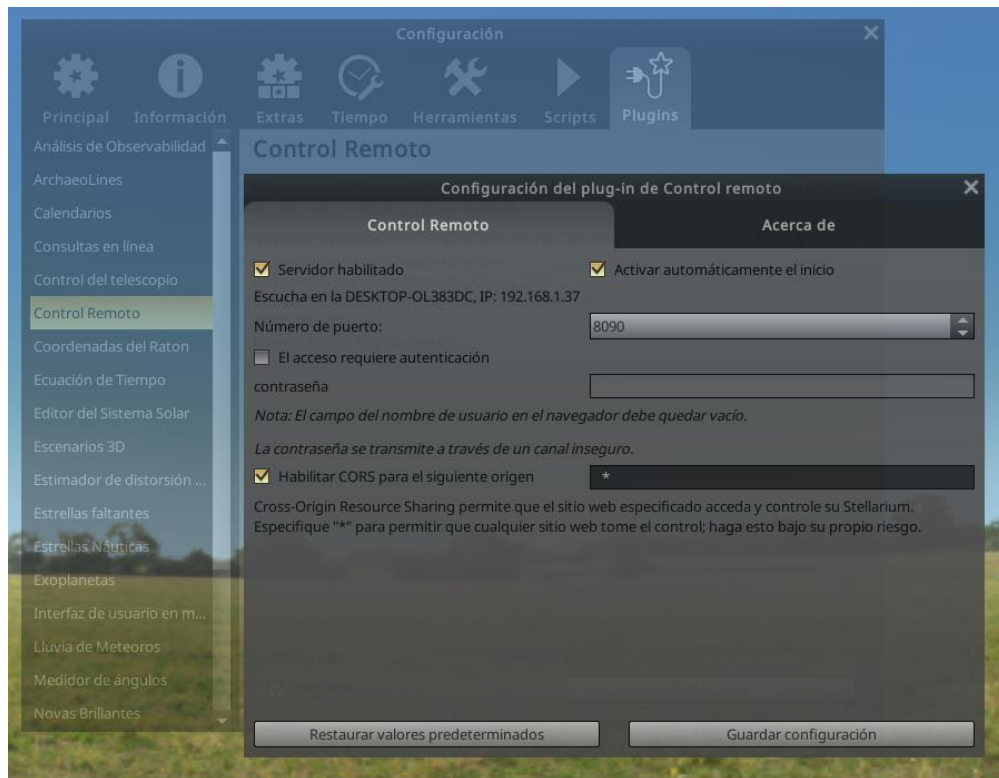 Configuración
Principal
Información
Extras
Tiempo
Herramientas
Scripts
Plugins
Análisis de Observabilidad
ArchaeoLines
Calendarios
Consultas en línea
Control del telescopio
Control Remoto
Coordenadas del Raton
Ecuación de Tiempo
Editor del Sistema Solar
Escenarios 3D
Estimador de distorsión ...
Estrellas faltantes
Estrellas Náuticas
Exoplanetas
Interfaz de usuario en m...
Lluvia de Meteoros
Medidor de ángulos
Novas Brillantes
Control Remoto
Configuración del plug-in de Control remoto
Control Remoto
Acerca de
Servidor habilitado
Activar automáticamente el inicio
Escucha en la DESKTOP-OL383DC, IP: 192.168.1.37
Número de puerto:
8090
El acceso requiere autenticación
contraseña
Nota: El campo del nombre de usuario en el navegador debe quedar vacío.
La contraseña se transmite a través de un canal inseguro.
Habilitar CORS para el siguiente origen
*
Cross-Origin Resource Sharing permite que el sitio web especificado acceda y controle su Stellarium.
Especifique "*" para permitir que cualquier sitio web tome el control; haga esto bajo su propio riesgo.
Restaurar valores predeterminados
Guardar configuración